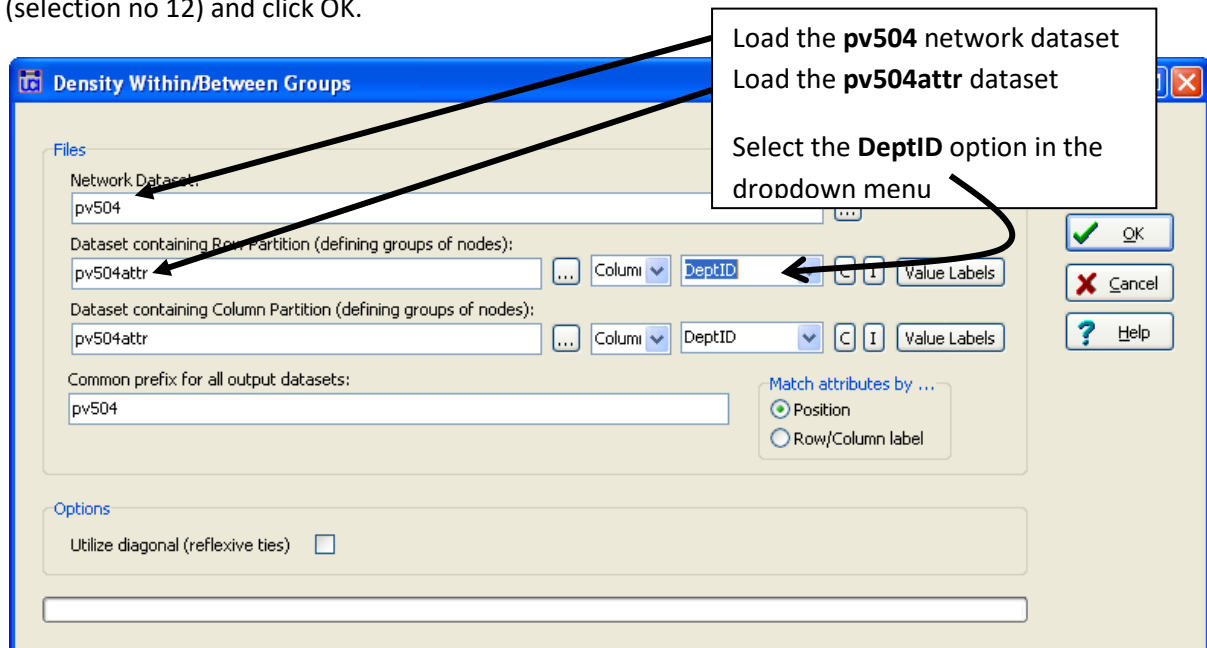 (selection no 12) and click OK.
Load the pv504 network dataset
Load the pv504attr dataset
Select the DeptID option in the
dropdown menu
Density Within/Between Groups
Files
Network Dataset:
pv504
...
Dataset containing Row Partition (defining groups of nodes):
pv504attr ... Colum DeptID C I Value Labels
Dataset containing Column Partition (defining groups of nodes):
pv504attr ... Colum DeptID C I Value Labels
Common prefix for all output datasets:
pv504
Match attributes by ...
Position
Row/Column label
OK
Cancel
? Help
Options
Utilize diagonal (reflexive ties)